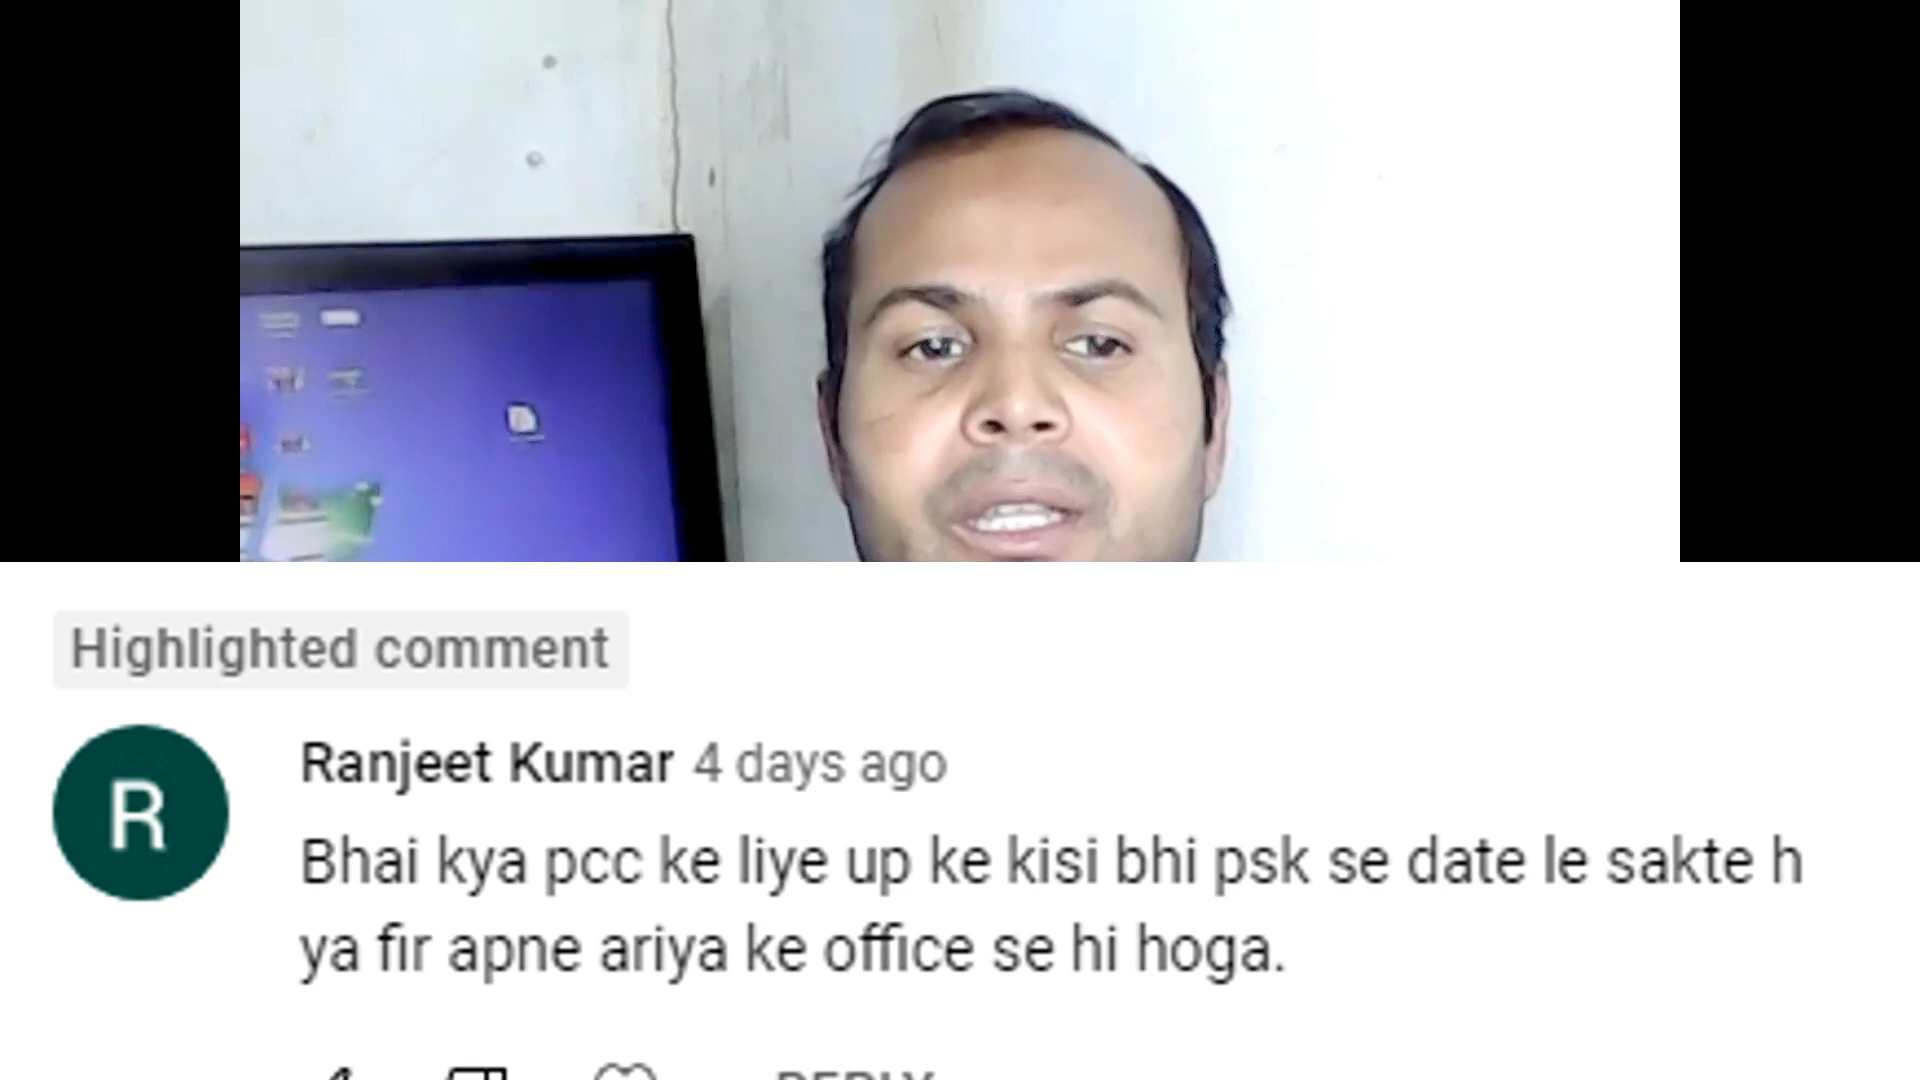 Highlighted comment
R
Ranjeet Kumar 4 days ago
Bhai kya pcc ke liye up ke kisi bhi psk se date le sakte h
ya fir apne ariya ke office se hi hoga.
REPLY